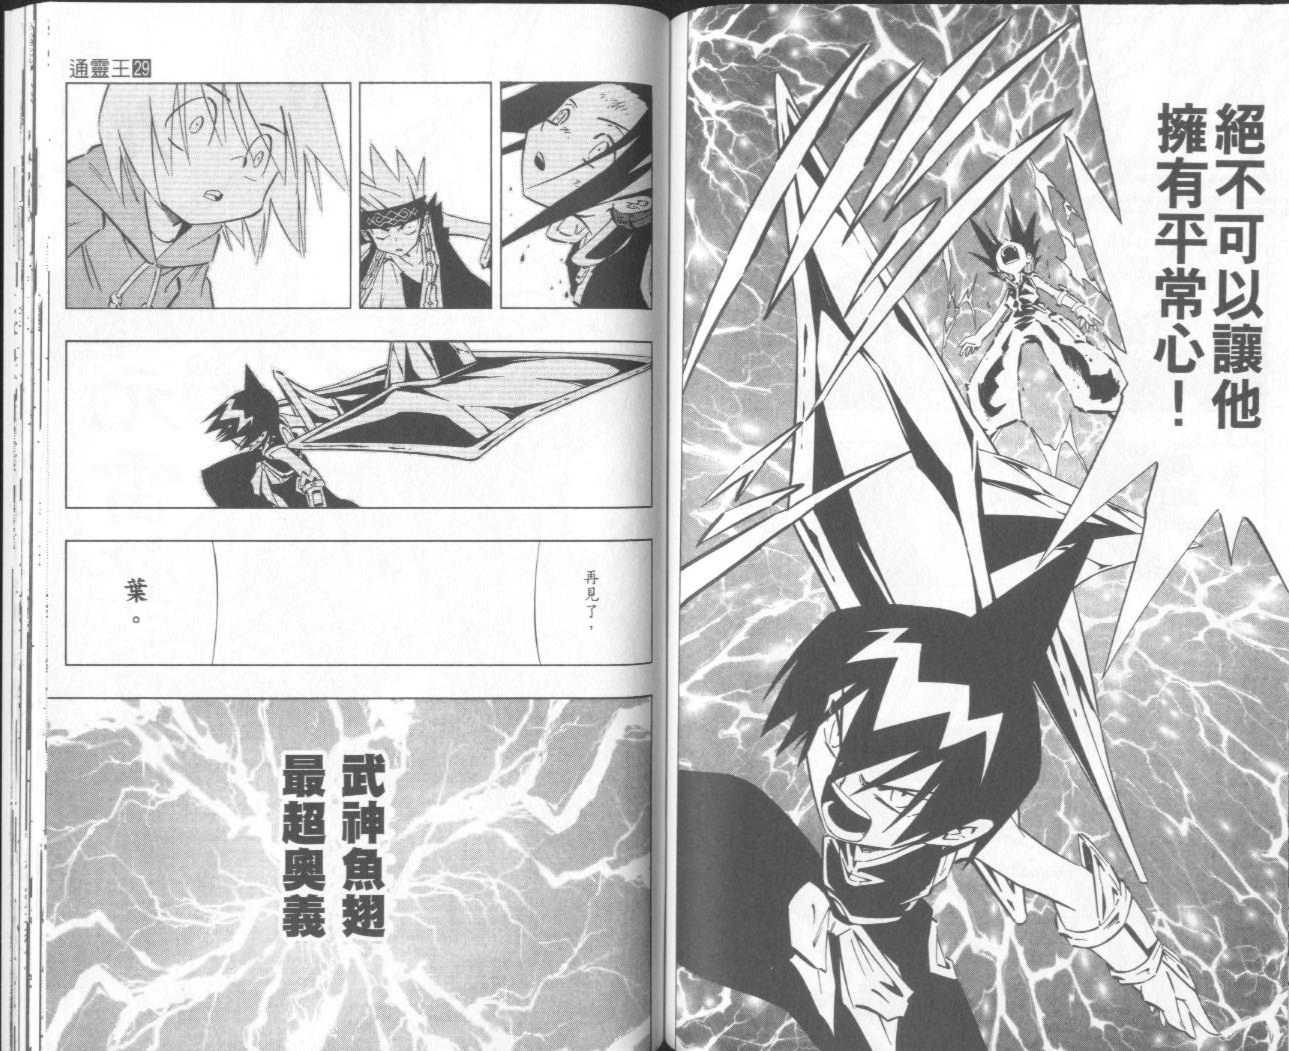 絕不可以讓他
擁有平常心！
通靈王29
再見了，
葉。
武神魚翅
最超奧義